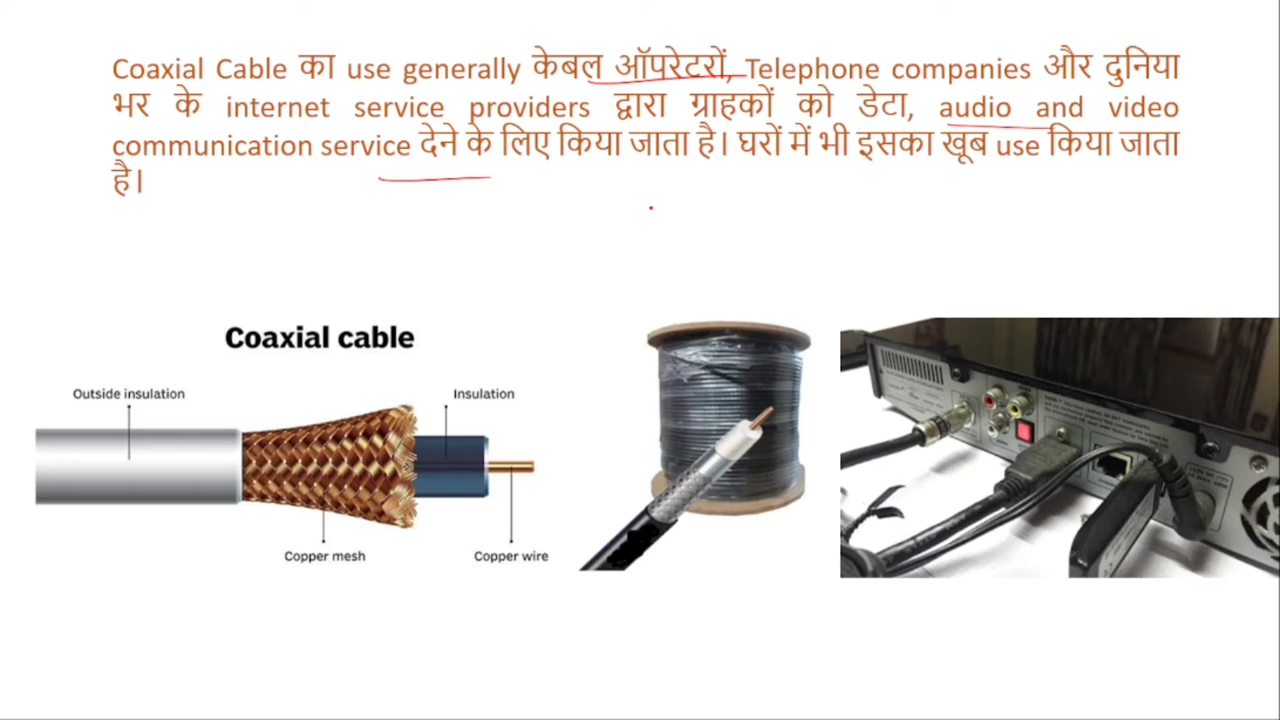 Coaxial Cable का use generally केबल ऑपरेटरों, Telephone companies और दुनिया
भर के internet service providers द्वारा ग्राहकों को डेटा, audio and video
communication service देने के लिए किया जाता है। घरों में भी इसका खूब use किया जाता
है।
Coaxial cable
Outside insulation
Insulation
Copper mesh
Copper wire